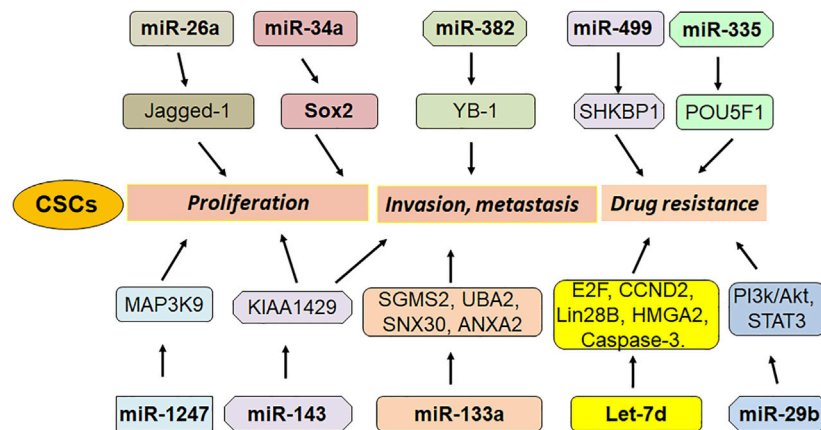 miR-26a
miR-34a
miR-382
miR-499
miR-335
Jagged-1
Sox2
YB-1
SHKBP1
POU5F1
CSCs
Proliferation
Invasion, metastasis
Drug resistance
MAP3K9
KIAA1429
SGMS2, UBA2,
SNX30, ANXA2
E2F, CCND2,
Lin28B, HMGA2,
Caspase-3.
PI3k/Akt,
STAT3
miR-1247
miR-143
miR-133a
Let-7d
miR-29b